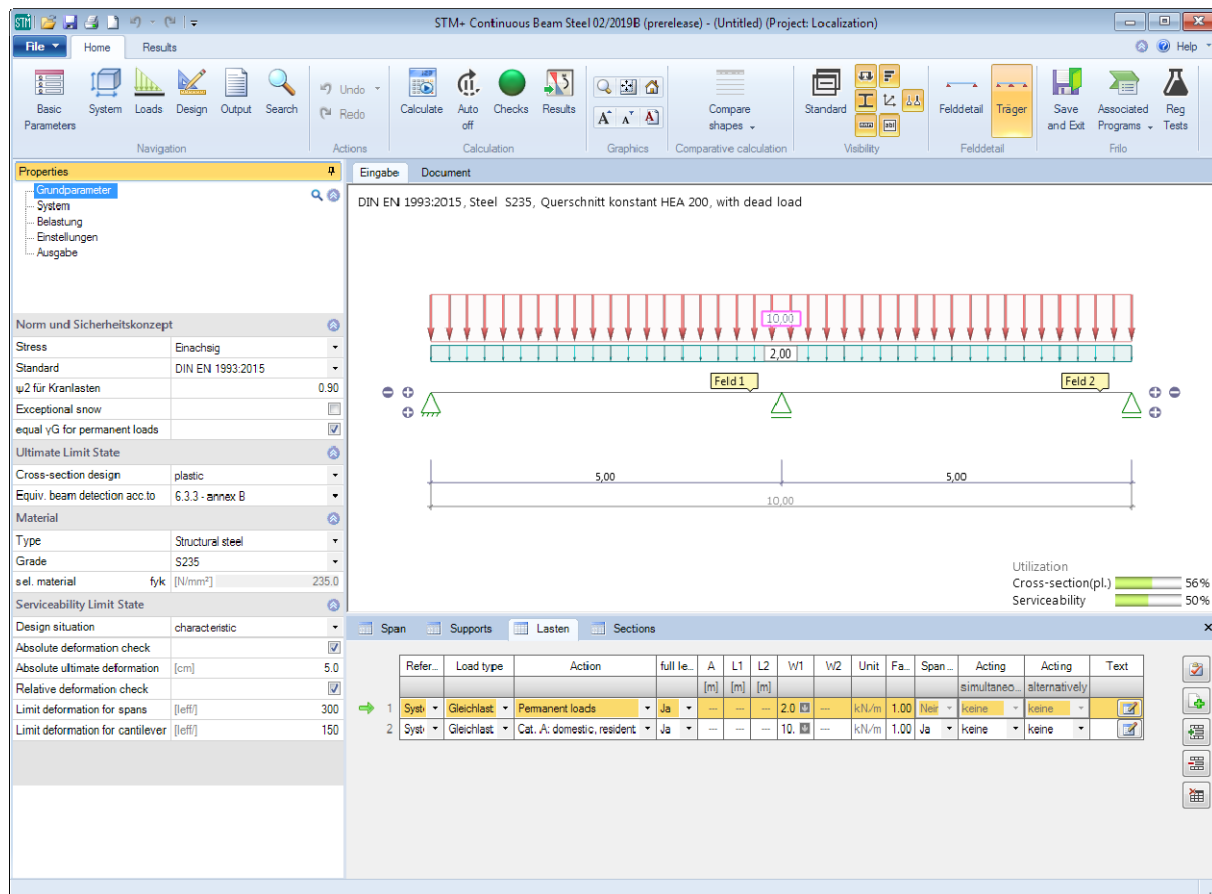 STM STM+ Continuous Beam Steel 02/2019B (prerelease) - (Untitled) (Project: Localization)
File Home Results Help
Basic Parameters
System
Loads
Design
Output
Search
Navigation
Undo
Redo
Actions
Calculate
Auto off
Checks
Results
Calculation
Graphics
Compare shapes
Comparative calculation
Standard
Visibility
Felddetail
Träger
Felddetail
Save and Exit
Associated Programs
Reg Tests
Frilo
Properties
Grundparameter
System
Belastung
Einstellungen
Ausgabe
Norm und Sicherheitskonzept
Stress Einachsig
Standard DIN EN 1993:2015
ψ2 für Kranlasten 0.90
Exceptional snow
equal γG for permanent loads
Ultimate Limit State
Cross-section design plastic
Equiv. beam detection acc.to 6.3.3 - annex B
Material
Type Structural steel
Grade S235
sel. material fyk [N/mm²] 235.0
Serviceability Limit State
Design situation characteristic
Absolute deformation check
Absolute ultimate deformation [cm] 5.0
Relative deformation check
Limit deformation for spans [leff/] 300
Limit deformation for cantilever [leff/] 150
Eingabe Document
DIN EN 1993:2015, Steel S235, Querschnitt konstant HEA 200, with dead load
10,00
2,00
Feld 1 Feld 2
5,00 5,00
10,00
Utilization
Cross-section(pl.) 56%
Serviceability 50%
Span Supports Lasten Sections
Refer... Load type Action full le... A L1 L2 W1 W2 Unit Fa... Span... Acting Acting Text
[m] [m] [m] simultaneo... alternatively
1 Syst Gleichlast Permanent loads Ja --- --- --- 2.0 --- kN/m 1.00 Neir keine keine
2 Syst Gleichlast Cat. A: domestic, resident Ja --- --- --- 10. --- kN/m 1.00 Ja keine keine